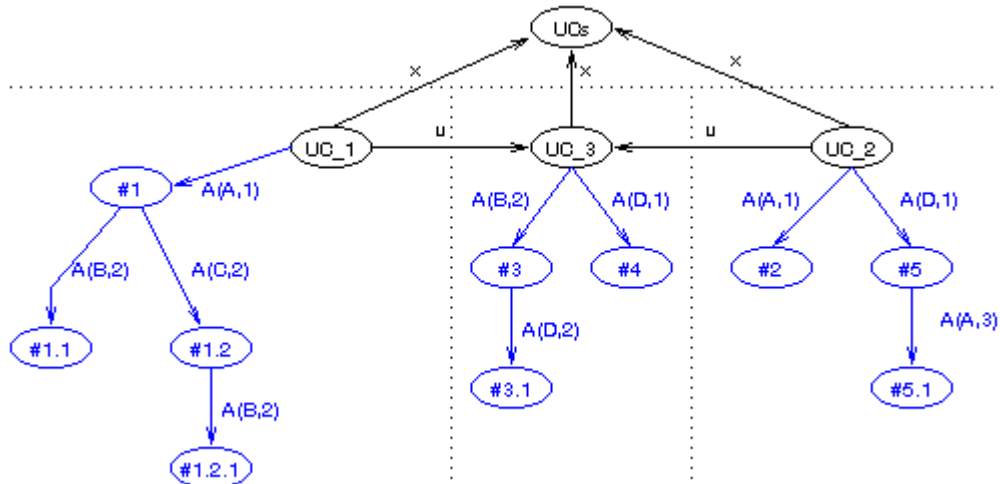 UCs
x
x
x
u
u
UC_1
UC_3
UC_2
#1
A(A,1)
A(B,2)
A(D,1)
A(A,1)
A(D,1)
A(B,2)
A(C,2)
#3
#4
#2
#5
#1.1
#1.2
A(D,2)
A(A,3)
#3.1
#5.1
A(B,2)
#1.2.1